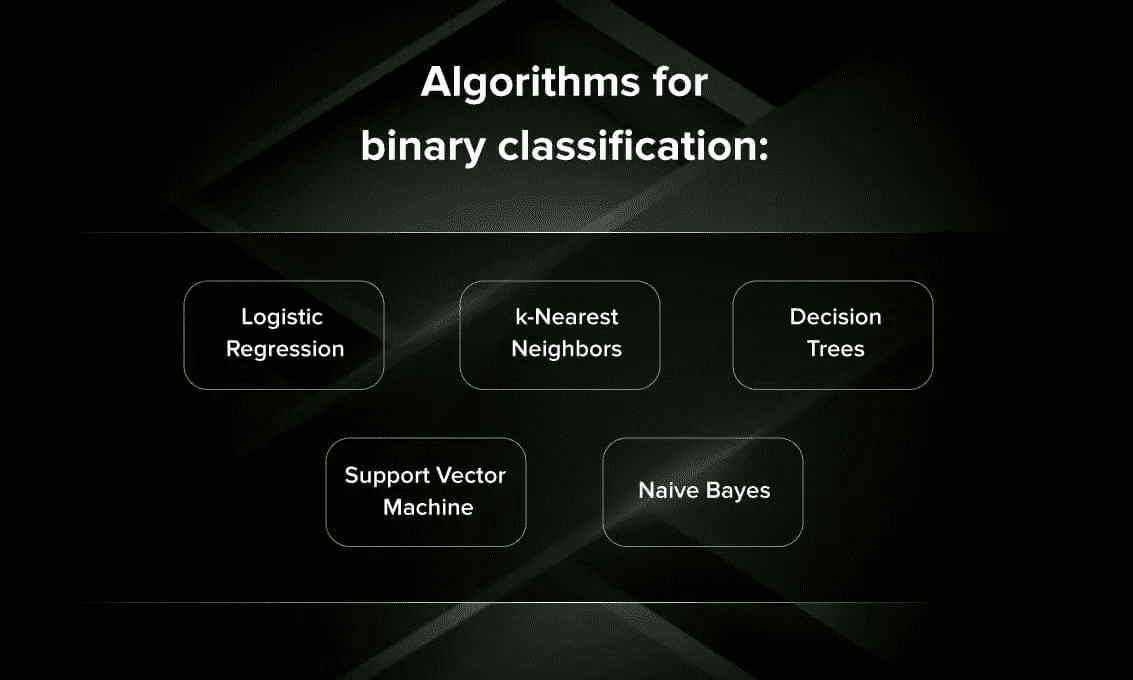 Algorithms for
binary classification:
Logistic
Regression
k-Nearest
Neighbors
Decision
Trees
Support Vector
Machine
Naive Bayes